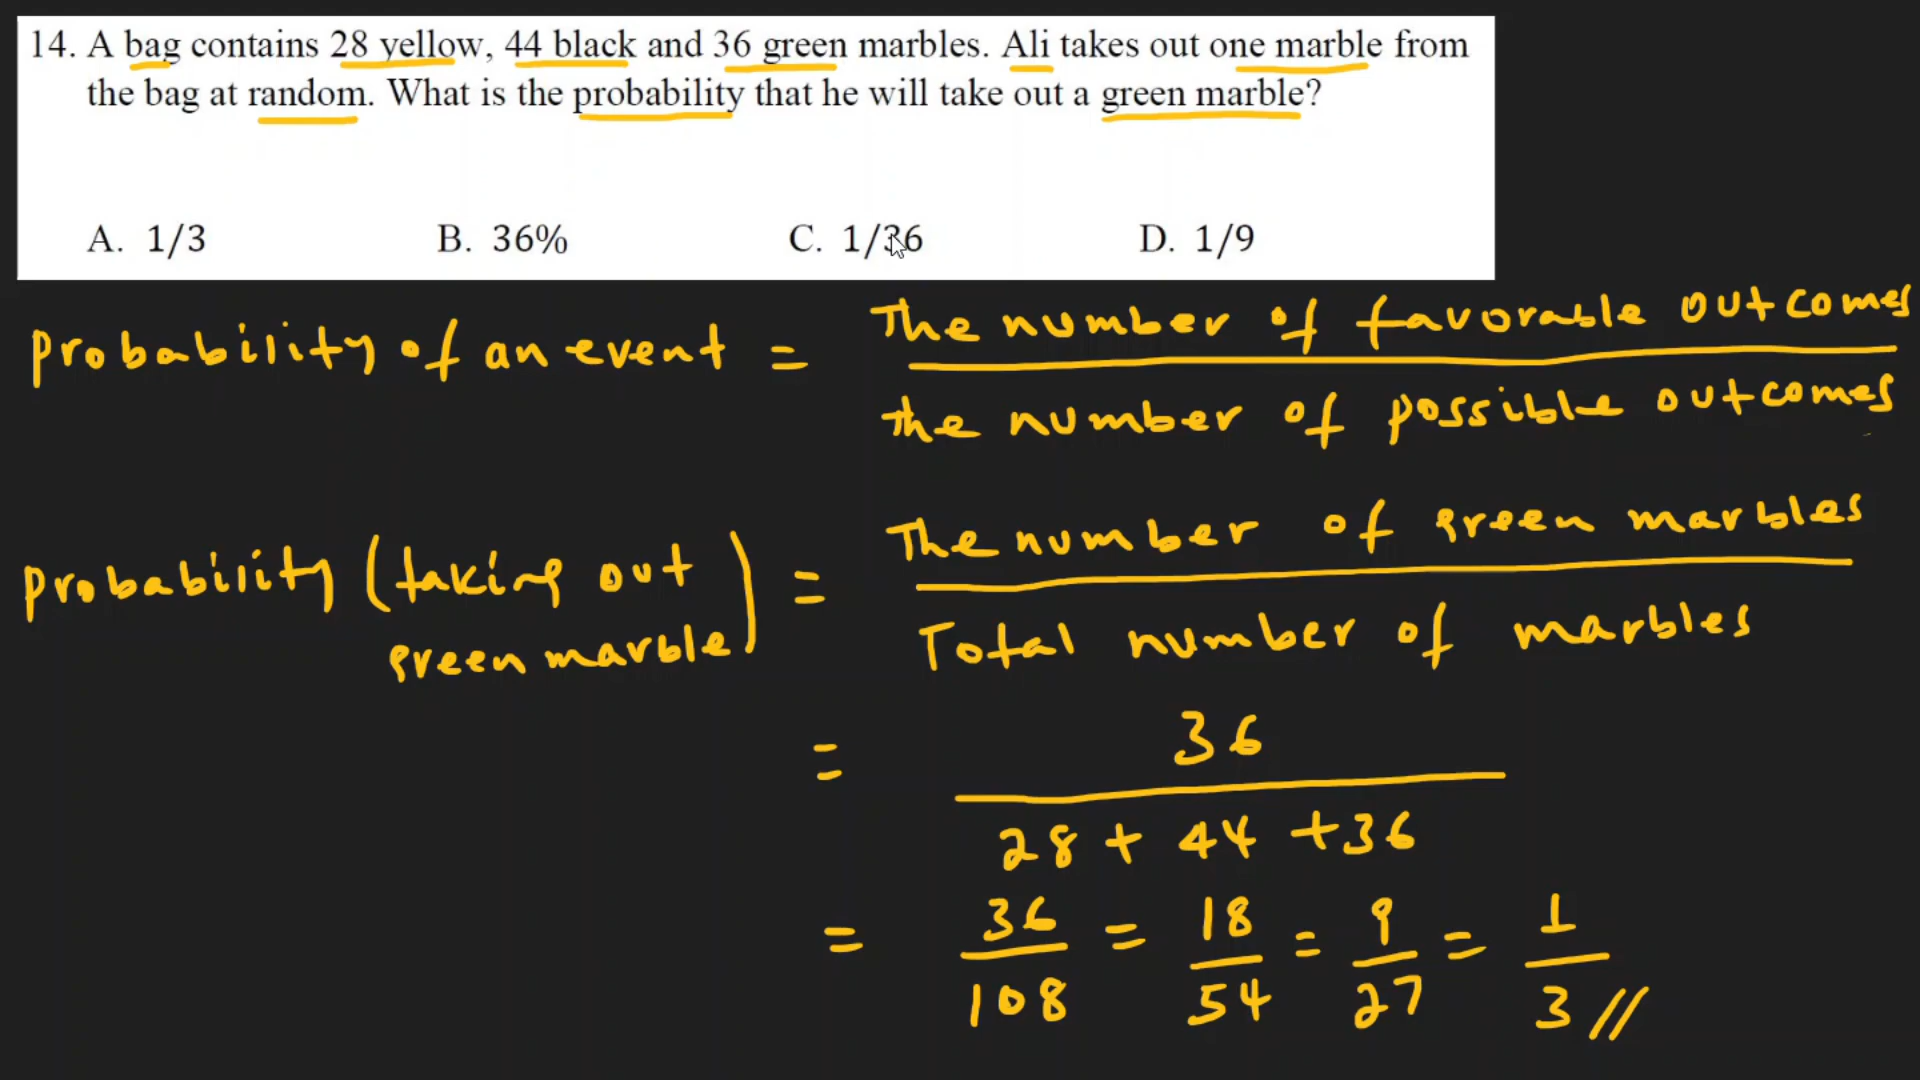 14. A bag contains 28 yellow, 44 black and 36 green marbles. Ali takes out one marble from
the bag at random. What is the probability that he will take out a green marble?
A. 1/3 B. 36% C. 1/36 D. 1/9
Probability of an event = The number of favorable outcomes
the number of possible outcomes
Probability (taking out green marble) = The number of green marbles
Total number of marbles
= 36
28 + 44 + 36
= 36/108 = 18/54 = 9/27 = 1/3 //